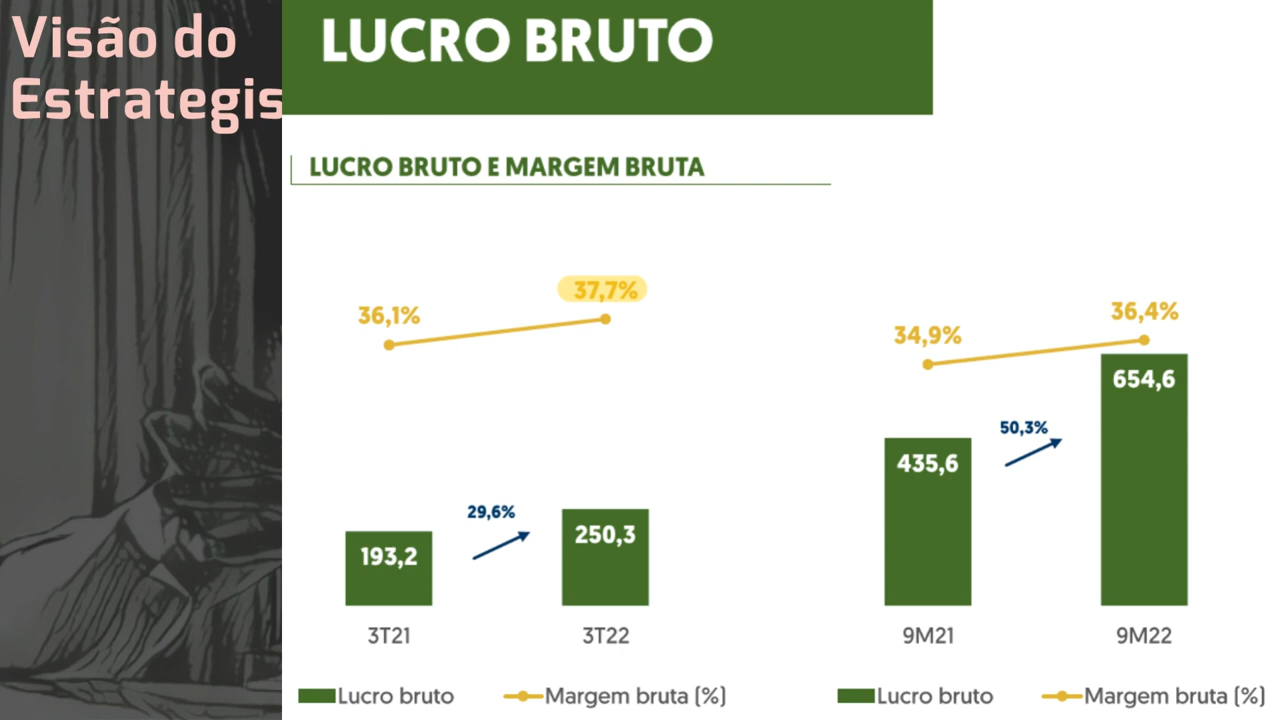 Visão do
Estrategis
LUCRO BRUTO
LUCRO BRUTO E MARGEM BRUTA
36,1%
37,7%
29,6%
193,2
250,3
3T21
3T22
Lucro bruto
Margem bruta (%)
34,9%
36,4%
50,3%
435,6
654,6
9M21
9M22
Lucro bruto
Margem bruta (%)